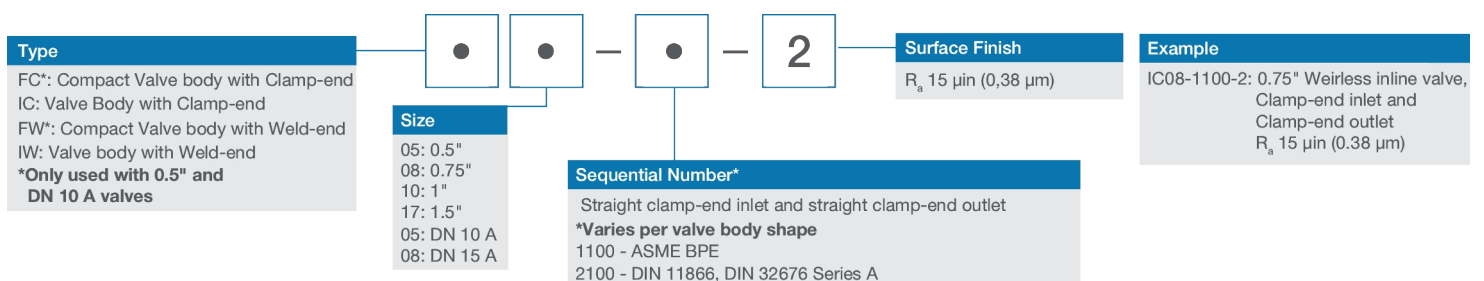 ● ● – ● – 2
Type
FC*: Compact Valve body with Clamp-end
IC: Valve Body with Clamp-end
FW*: Compact Valve body with Weld-end
IW: Valve body with Weld-end
*Only used with 0.5" and
DN 10 A valves
Size
05: 0.5"
08: 0.75"
10: 1"
17: 1.5"
05: DN 10 A
08: DN 15 A
Sequential Number*
Straight clamp-end inlet and straight clamp-end outlet
*Varies per valve body shape
1100 - ASME BPE
2100 - DIN 11866, DIN 32676 Series A
Surface Finish
Ra 15 µin (0,38 µm)
Example
IC08-1100-2: 0.75" Weirless inline valve,
Clamp-end inlet and
Clamp-end outlet
Ra 15 µin (0.38 µm)